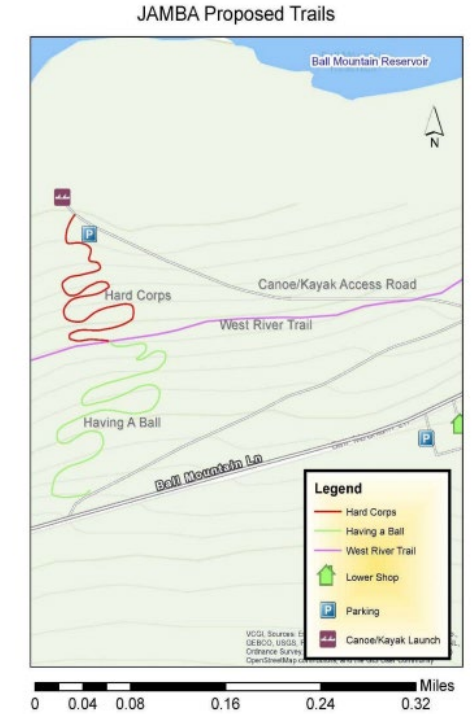 JAMBA Proposed Trails
Ball Mountain Reservoir
N
P
Canoe/Kayak Access Road
Hard Corps
West River Trail
Having A Ball
P
Ball Mountain Ln
Legend
Hard Corps
Having a Ball
West River Trail
Lower Shop
P Parking
Canoe/Kayak Launch
VCGI, Sources:
GEBCO, USGS,
Ordnance Survey,
OpenStreetMap contributors, and the GIS User Community
Miles
0 0.04 0.08 0.16 0.24 0.32